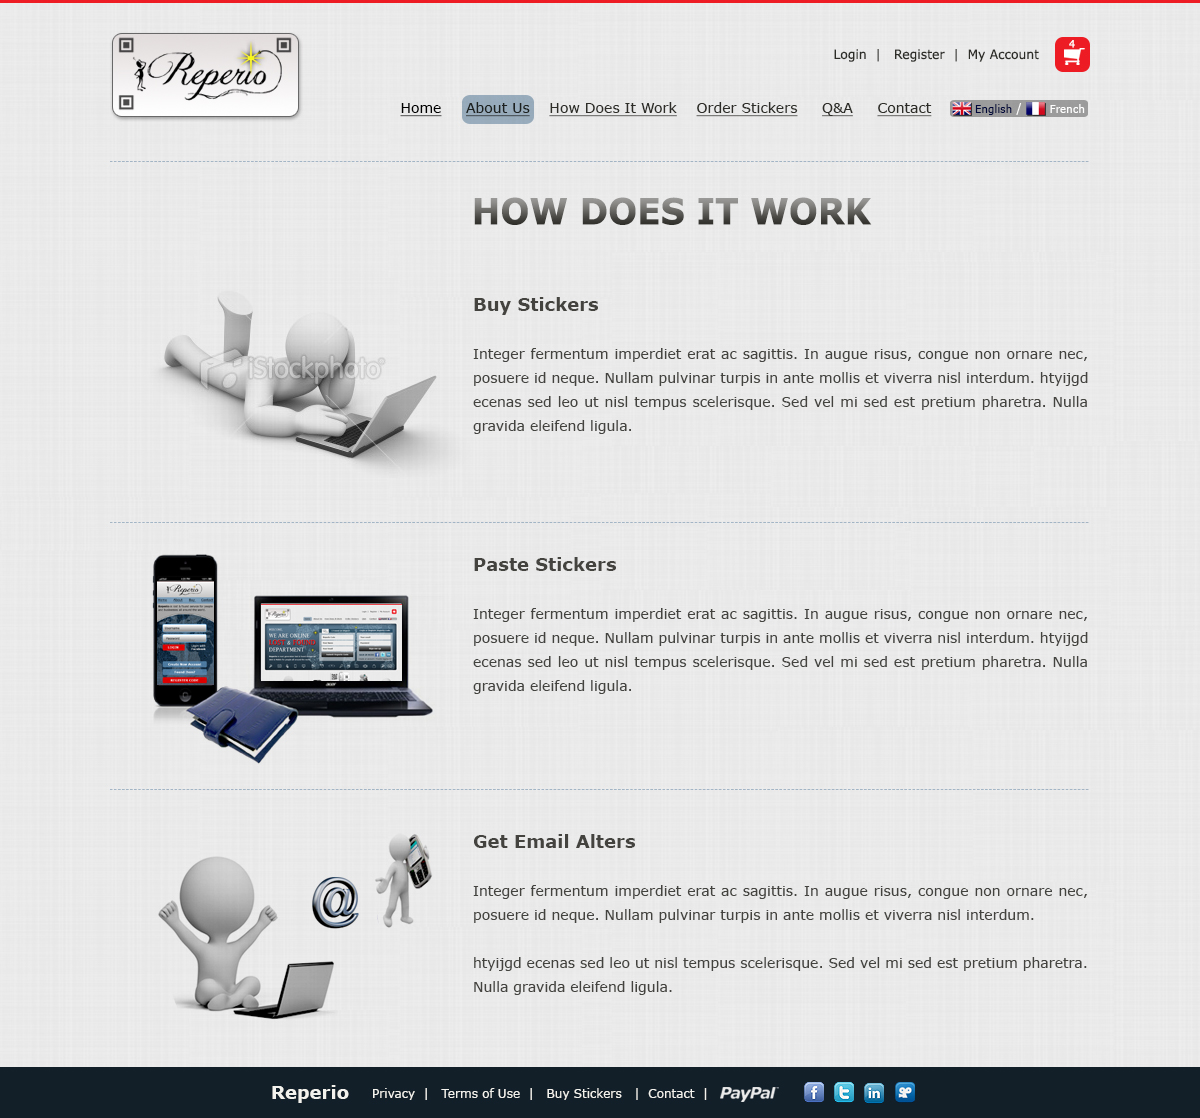 Reperio
Login | Register | My Account
4
Home About Us How Does It Work Order Stickers Q&A Contact English / French
HOW DOES IT WORK
Buy Stickers
iStockphoto
Integer fermentum imperdiet erat ac sagittis. In augue risus, congue non ornare nec,
posuere id neque. Nullam pulvinar turpis in ante mollis et viverra nisl interdum. htyijgd
ecenas sed leo ut nisl tempus scelerisque. Sed vel mi sed est pretium pharetra. Nulla
gravida eleifend ligula.
Paste Stickers
Reperio
Reperio
WE ARE ONLINE
DEPARTMENT
acer
Integer fermentum imperdiet erat ac sagittis. In augue risus, congue non ornare nec,
posuere id neque. Nullam pulvinar turpis in ante mollis et viverra nisl interdum. htyijgd
ecenas sed leo ut nisl tempus scelerisque. Sed vel mi sed est pretium pharetra. Nulla
gravida eleifend ligula.
Get Email Alters
@
Integer fermentum imperdiet erat ac sagittis. In augue risus, congue non ornare nec,
posuere id neque. Nullam pulvinar turpis in ante mollis et viverra nisl interdum.
htyijgd ecenas sed leo ut nisl tempus scelerisque. Sed vel mi sed est pretium pharetra.
Nulla gravida eleifend ligula.
Reperio Privacy | Terms of Use | Buy Stickers | Contact | PayPal f t in